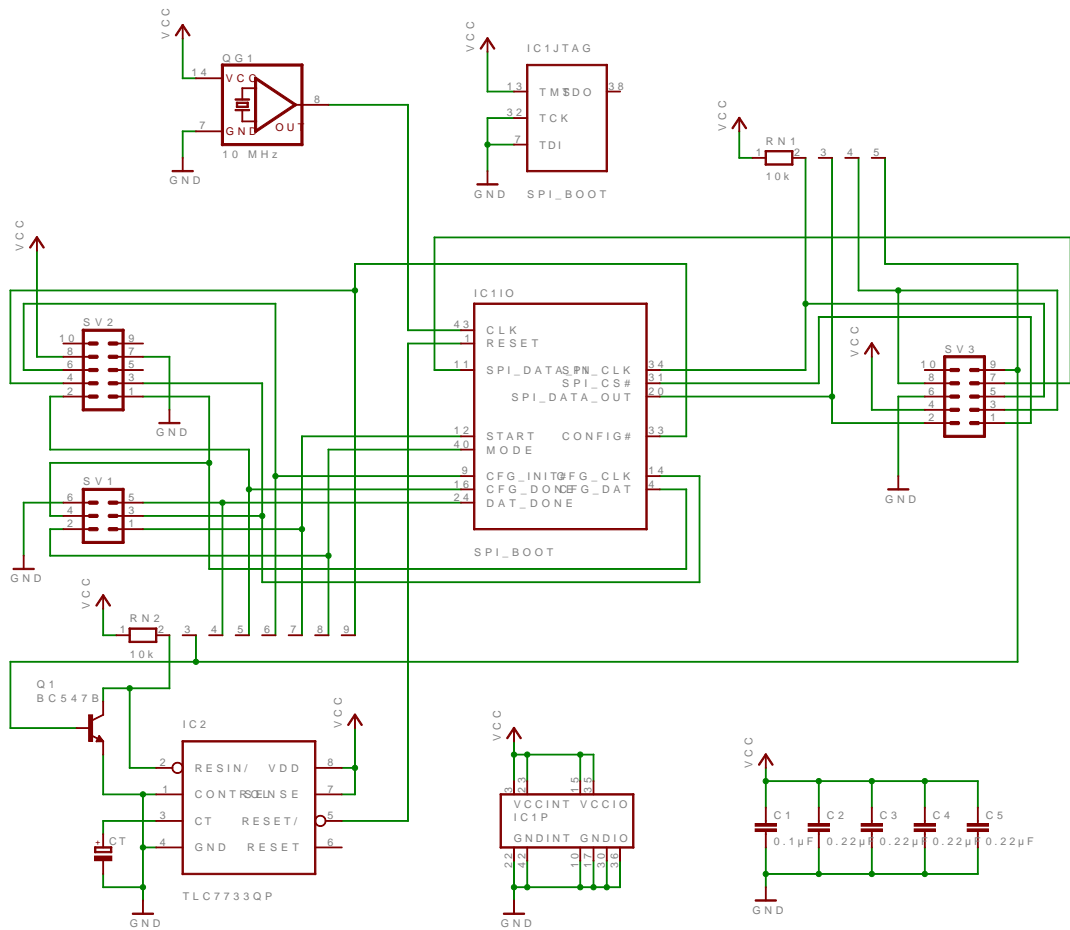 VCC
QG1
14
VCC
8
7
GND
OUT
10 MHz
GND
VCC
IC1JTAG
13
TMS
TDO
38
32
TCK
7
TDI
GND
SPI_BOOT
VCC
RN1
1
2
3
4
5
10k
VCC
SV2
10
9
8
7
6
5
4
3
2
1
GND
SV1
6
5
4
3
2
1
GND
IC1IO
43
CLK
1
RESET
11
SPI_DATA_IN
SPI_CLK
34
SPI_CS#
31
SPI_DATA_OUT
20
12
START
CONFIG#
33
40
MODE
9
CFG_INIT#
CFG_CLK
14
16
CFG_DONE
CFG_DAT
4
24
DAT_DONE
SPI_BOOT
VCC
SV3
10
9
8
7
6
5
4
3
2
1
GND
VCC
RN2
1
2
3
4
5
6
7
8
9
10k
Q1
BC547B
IC2
VCC
2
RESIN/
VDD
8
1
CONTROL
SENSE
7
3
CT
RESET/
5
4
GND
RESET
6
CT
+
TLC7733QP
GND
VCC
3
23
15
35
VCCINT
VCCIO
IC1P
GNDINT
GNDIO
22
42
10
17
30
36
GND
VCC
C1
C2
C3
C4
C5
0.1µF
0.22µF
0.22µF
0.22µF
0.22µF
GND